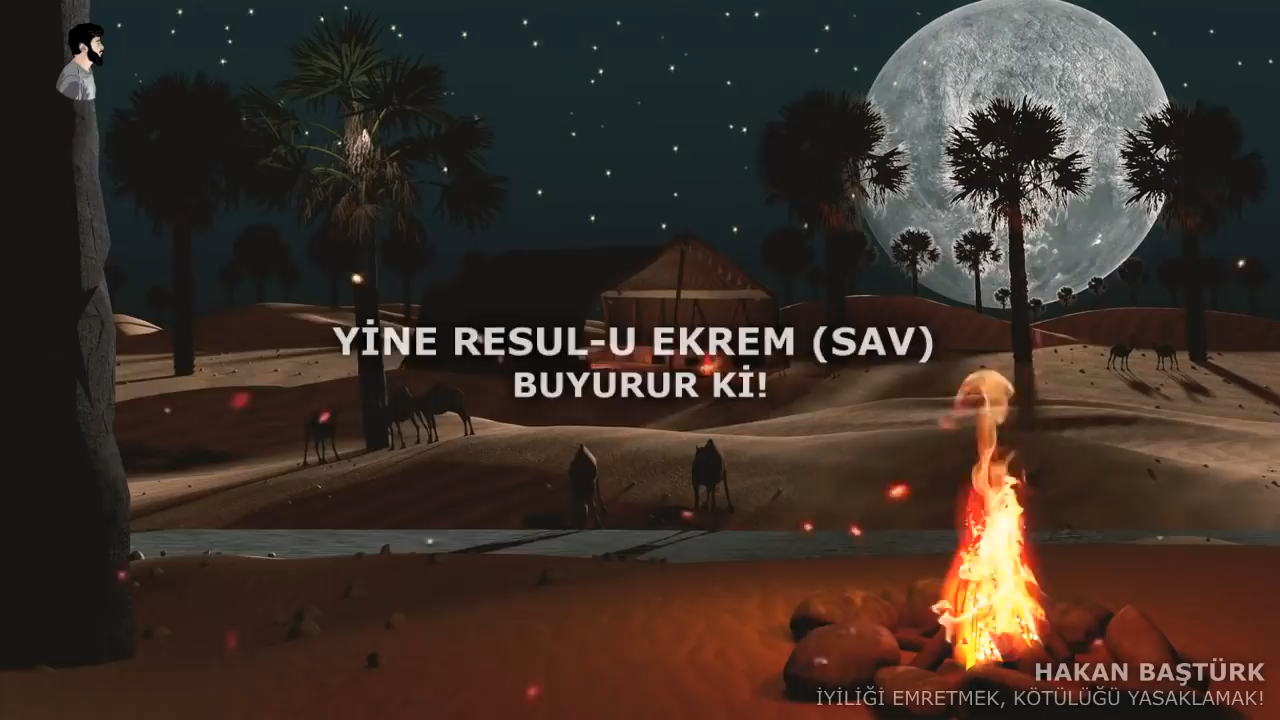 YİNE RESUL-U EKREM (SAV)
BUYURUR Kİ!
HAKAN BAŞTÜRK
İYİLİĞİ EMRETMEK, KÖTÜLÜĞÜ YASAKLAMAK!